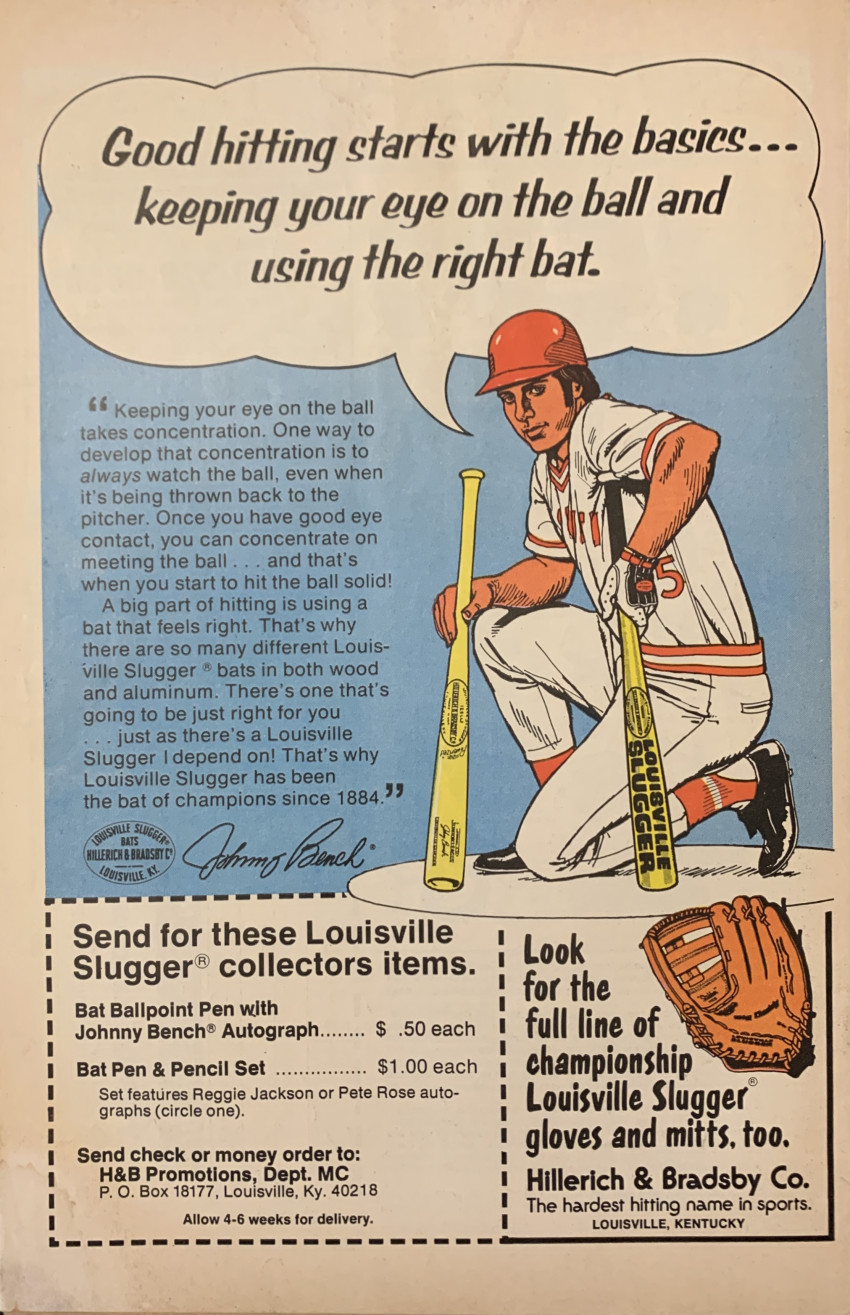 Good hitting starts with the basics...
keeping your eye on the ball and
using the right bat.
“Keeping your eye on the ball
takes concentration. One way to
develop that concentration is to
always watch the ball, even when
it's being thrown back to the
pitcher. Once you have good eye
contact, you can concentrate on
meeting the ball . . . and that's
when you start to hit the ball solid!
A big part of hitting is using a
bat that feels right. That's why
there are so many different Louis-
ville Slugger ® bats in both wood
and aluminum. There's one that's
going to be just right for you
. . . just as there's a Louisville
Slugger I depend on! That's why
Louisville Slugger has been
the bat of champions since 1884.”
LOUISVILLE SLUGGER®
BATS
HILLERICH & BRADSBY Cº
LOUISVILLE, KY.
Johnny Bench®
5
HILLERICH & BRADSBY Cº
LOUISVILLE
SLUGGER
Send for these Louisville
Slugger® collectors items.
Bat Ballpoint Pen with
Johnny Bench® Autograph........ $ .50 each
Bat Pen & Pencil Set ................ $1.00 each
Set features Reggie Jackson or Pete Rose auto-
graphs (circle one).
Send check or money order to:
H&B Promotions, Dept. MC
P. O. Box 18177, Louisville, Ky. 40218
Allow 4-6 weeks for delivery.
Look
for the
full line of
championship
Louisville Slugger®
gloves and mitts, too.
Hillerich & Bradsby Co.
The hardest hitting name in sports.
LOUISVILLE, KENTUCKY